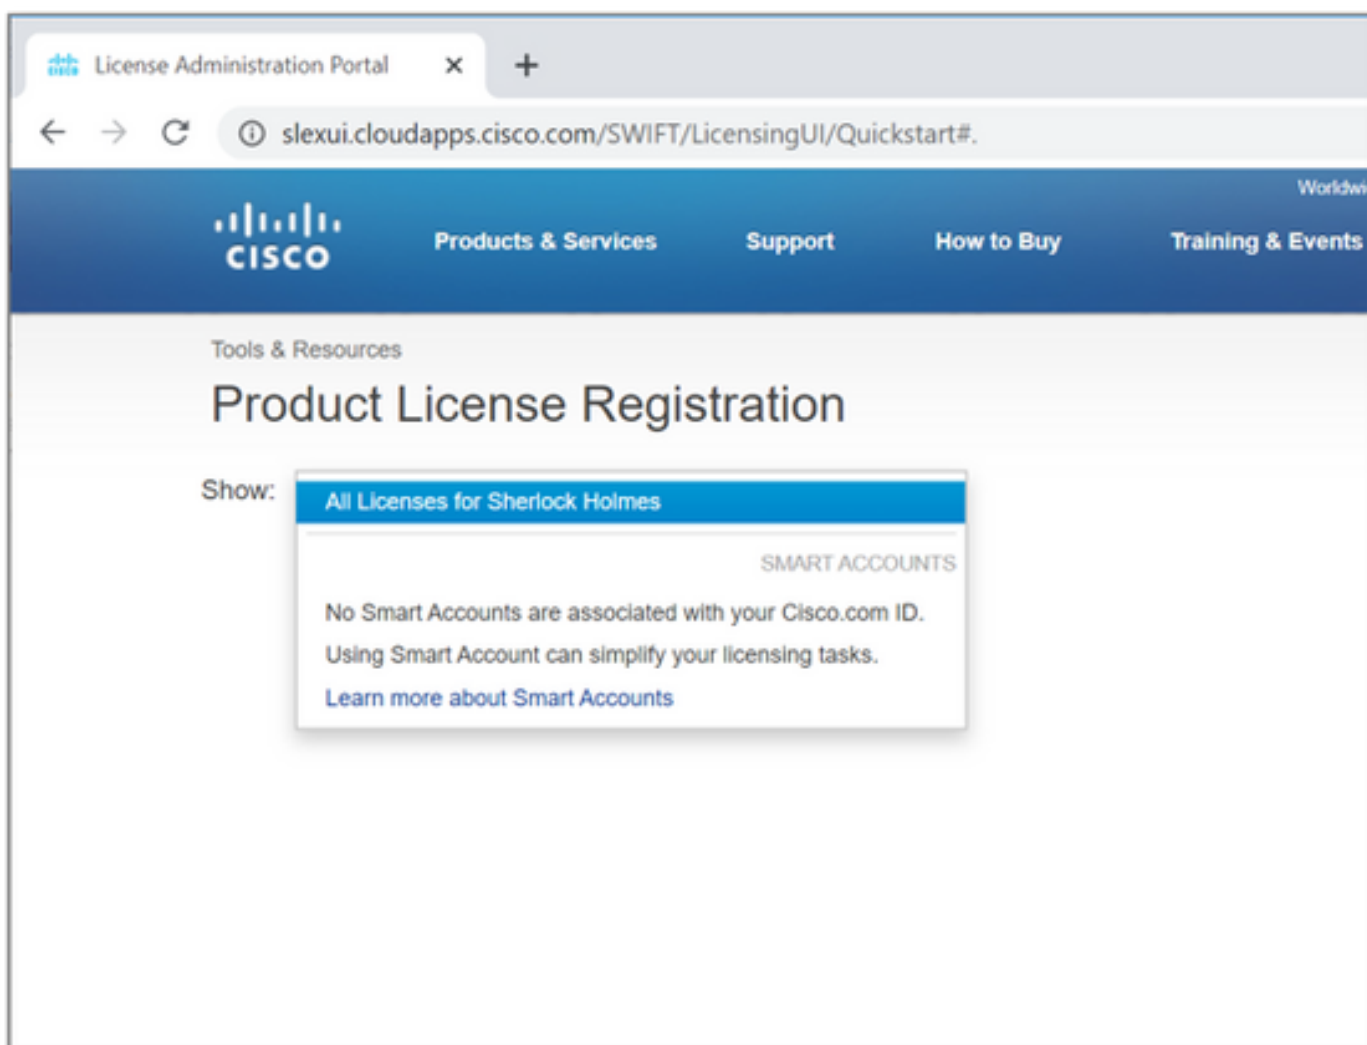 License Administration Portal
slexui.cloudapps.cisco.com/SWIFT/LicensingUI/Quickstart#.
CISCO
Products & Services
Support
How to Buy
Training & Events
Tools & Resources
Product License Registration
Show:
All Licenses for Sherlock Holmes
SMART ACCOUNTS
No Smart Accounts are associated with your Cisco.com ID.
Using Smart Account can simplify your licensing tasks.
Learn more about Smart Accounts